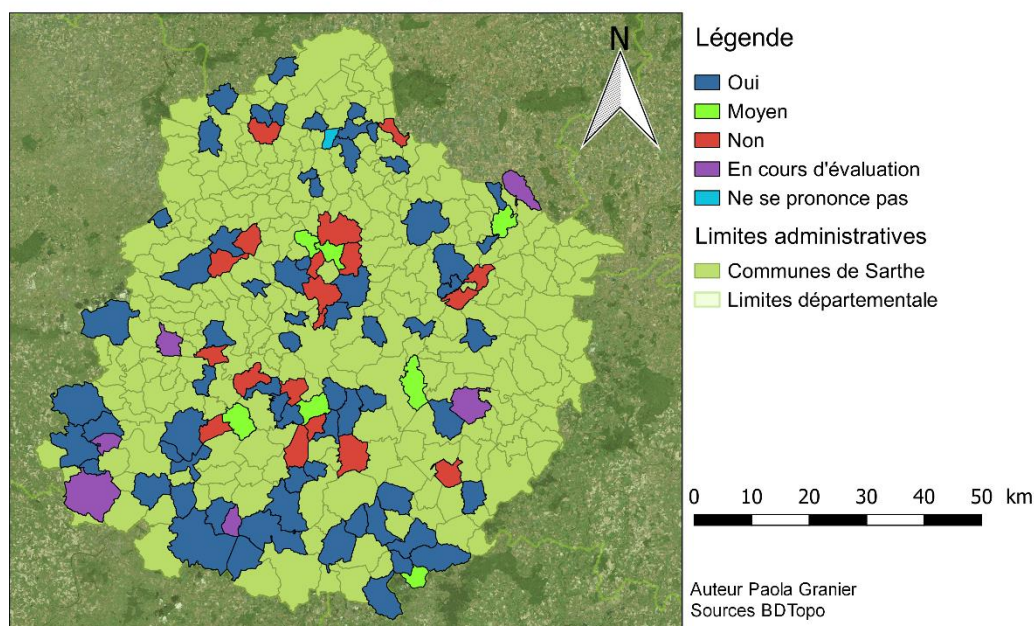 N
Légende
Oui
Moyen
Non
En cours d'évaluation
Ne se prononce pas
Limites administratives
Communes de Sarthe
Limites départementale
0 10 20 30 40 50 km
Auteur Paola Granier
Sources BDTopo